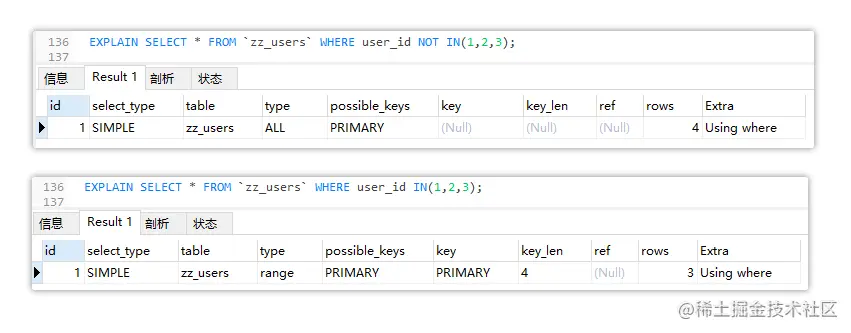 136 EXPLAIN SELECT * FROM `zz_users` WHERE user_id NOT IN(1,2,3);
137
信息 Result 1 剖析 状态
id select_type table type possible_keys key key_len ref rows Extra
1 SIMPLE zz_users ALL PRIMARY (Null) (Null) (Null) 4 Using where
136 EXPLAIN SELECT * FROM `zz_users` WHERE user_id IN(1,2,3);
137
信息 Result 1 剖析 状态
id select_type table type possible_keys key key_len ref rows Extra
1 SIMPLE zz_users range PRIMARY PRIMARY 4 (Null) 3 Using where
@稀土掘金技术社区